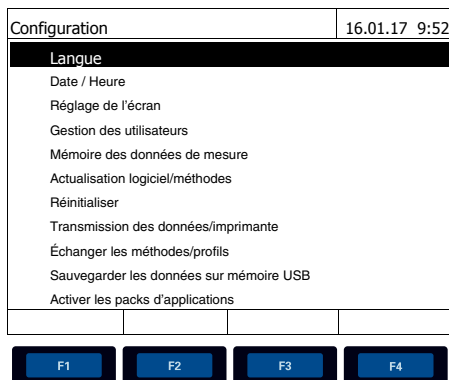 Configuration 16.01.17 9:52
Langue
Date / Heure
Réglage de l'écran
Gestion des utilisateurs
Mémoire des données de mesure
Actualisation logiciel/méthodes
Réinitialiser
Transmission des données/imprimante
Échanger les méthodes/profils
Sauvegarder les données sur mémoire USB
Activer les packs d'applications
F1 F2 F3 F4